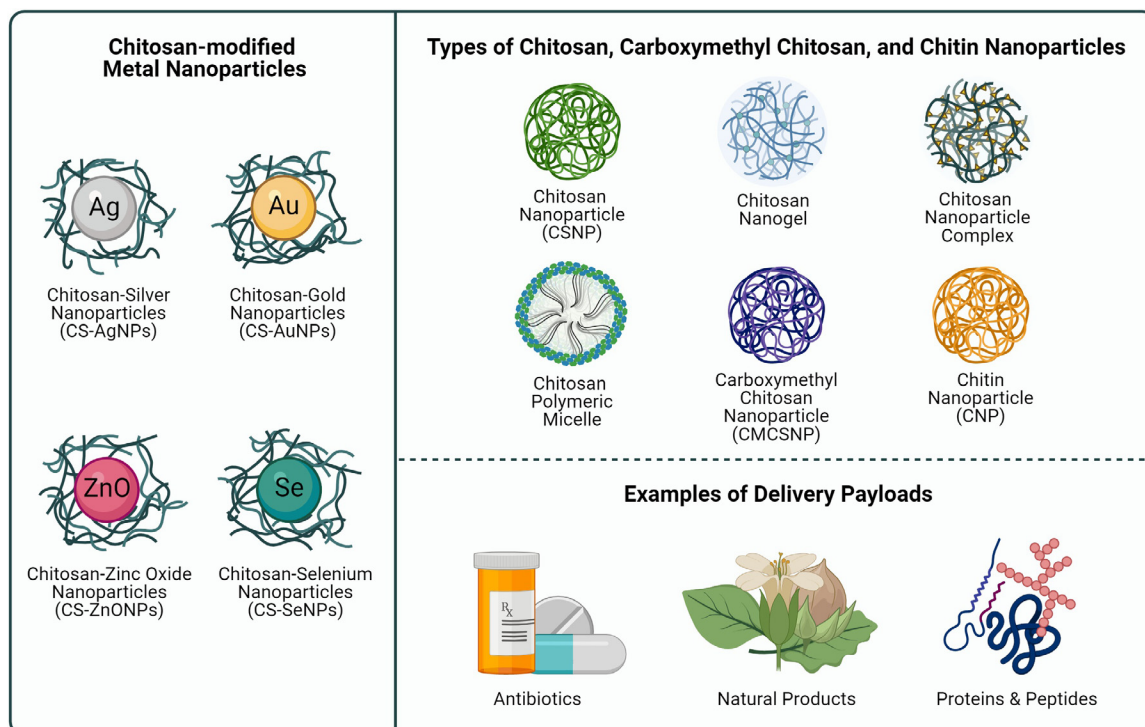 Chitosan-modified
Metal Nanoparticles
Ag
Au
Chitosan-Silver
Nanoparticles
(CS-AgNPs)
Chitosan-Gold
Nanoparticles
(CS-AuNPs)
ZnO
Se
Chitosan-Zinc Oxide
Nanoparticles
(CS-ZnONPs)
Chitosan-Selenium
Nanoparticles
(CS-SeNPs)
Types of Chitosan, Carboxymethyl Chitosan, and Chitin Nanoparticles
Chitosan
Nanoparticle
(CSNP)
Chitosan
Nanogel
Chitosan
Nanoparticle
Complex
Chitosan
Polymeric
Micelle
Carboxymethyl
Chitosan
Nanoparticle
(CMCSNP)
Chitin
Nanoparticle
(CNP)
Examples of Delivery Payloads
Rx
Antibiotics
Natural Products
Proteins & Peptides